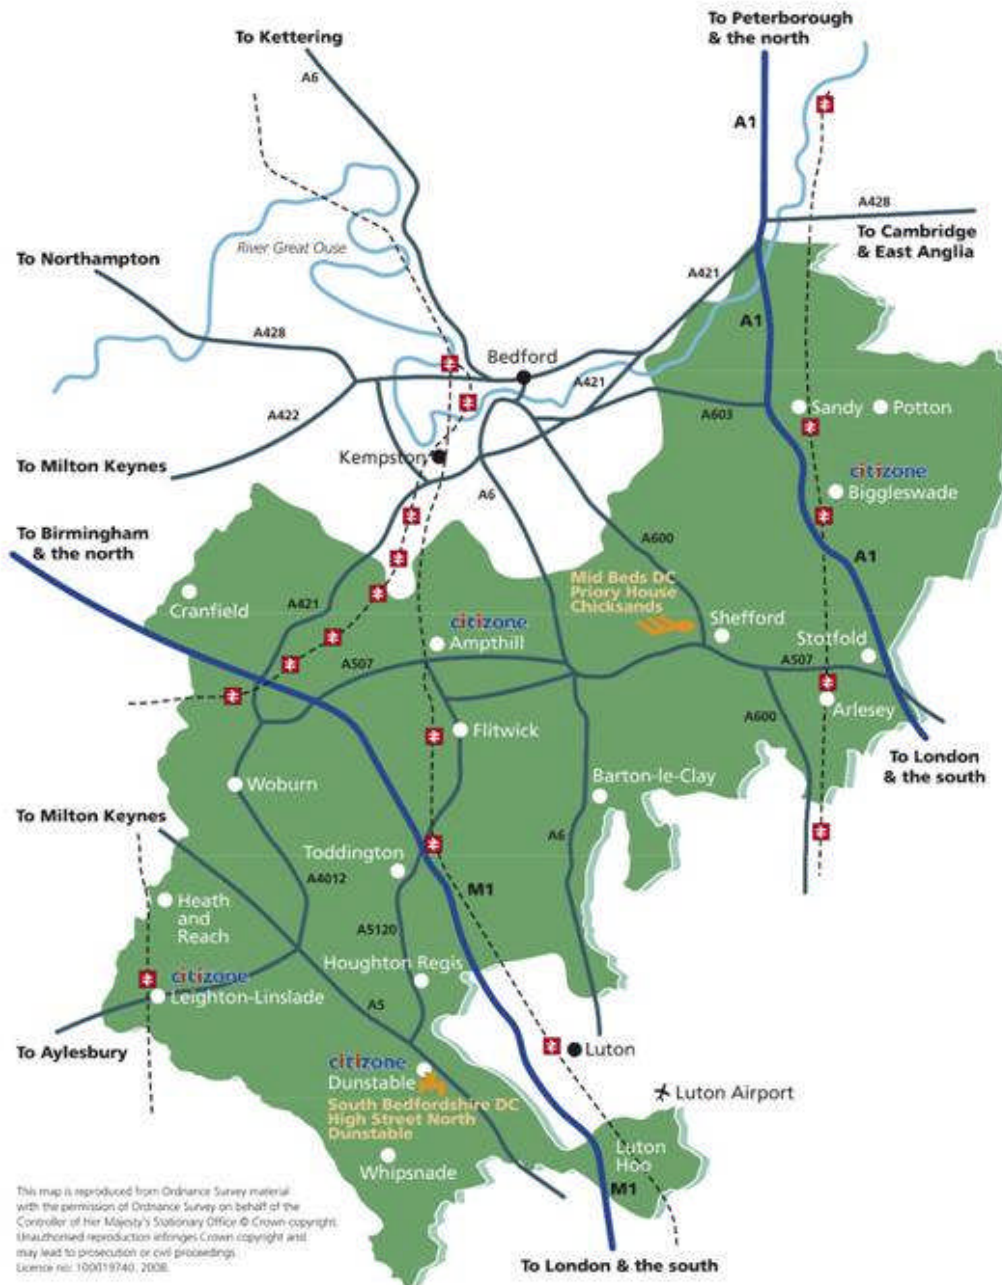 To Peterborough
& the north
To Kettering
A6
A1
A428
To Cambridge
& East Anglia
River Great Ouse
To Northampton
A421
A1
A428
Bedford
A421
A422
A603
Sandy
Potton
To Milton Keynes
Kempston
citizone
Biggleswade
A6
To Birmingham
& the north
A600
A1
Mid Beds DC
Priory House
Chicksands
Cranfield
A421
citizone
Ampthill
Shefford
Stotfold
A507
A507
Arlesey
A600
Flitwick
To London
& the south
Woburn
Barton-le-Clay
To Milton Keynes
A6
Toddington
A4012
M1
Heath
and
Reach
A5120
Houghton Regis
citizone
Leighton-Linslade
A5
To Aylesbury
Luton
citizone
Dunstable
South Bedfordshire DC
High Street North
Dunstable
Luton Airport
Whipsnade
Luton
Hoo
M1
This map is reproduced from Ordnance Survey material
with the permission of Ordnance Survey on behalf of the
Controller of Her Majesty's Stationary Office © Crown copyright.
Unauthorised reproduction infringes Crown copyright and
may lead to prosecution or civil proceedings
Licence no: 100019740. 2008.
To London & the south